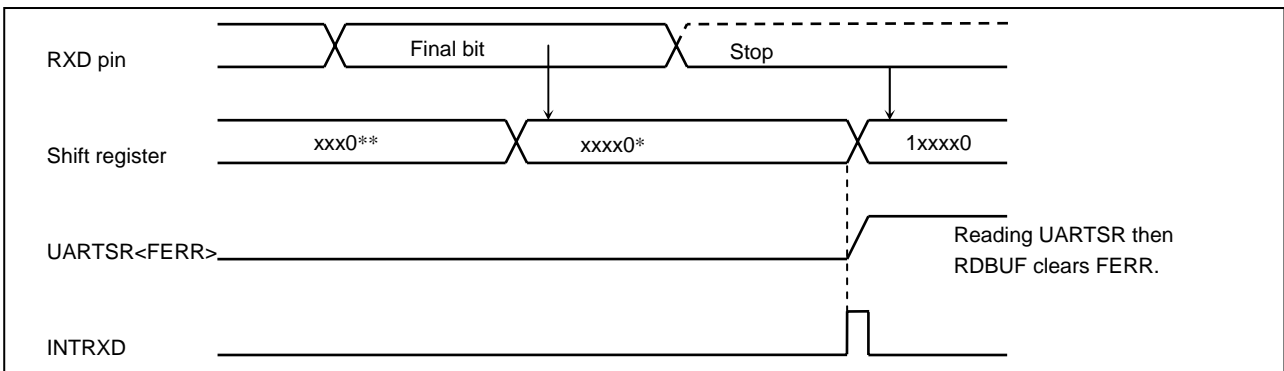 RXD pin
Final bit
Stop
Shift register
xxx0**
xxxx0*
1xxxx0
UARTSR<FERR>
Reading UARTSR then
RDBUF clears FERR.
INTRXD